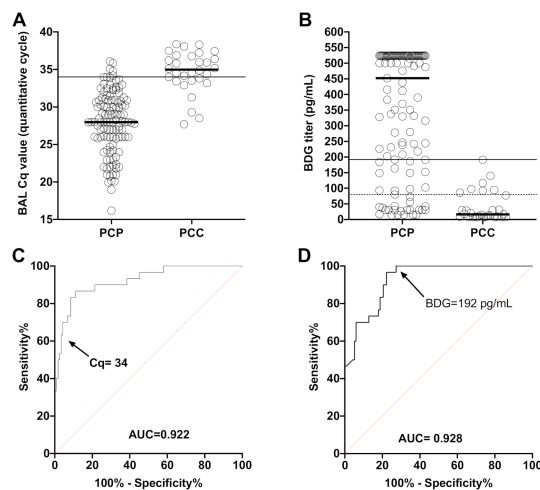 A
BAL Cq value (quantitative cycle)
40
35
30
25
20
15
PCP
PCC
B
BDG titer (pg/mL)
600
550
500
450
400
350
300
250
200
150
100
50
0
PCP
PCC
C
Sensitivity%
100
80
60
40
20
0
Cq= 34
AUC=0.922
0
20
40
60
80
100
100% - Specificity%
D
Sensitivity%
100
80
60
40
20
0
BDG=192 pg/mL
AUC= 0.928
0
20
40
60
80
100
100% - Specificity%